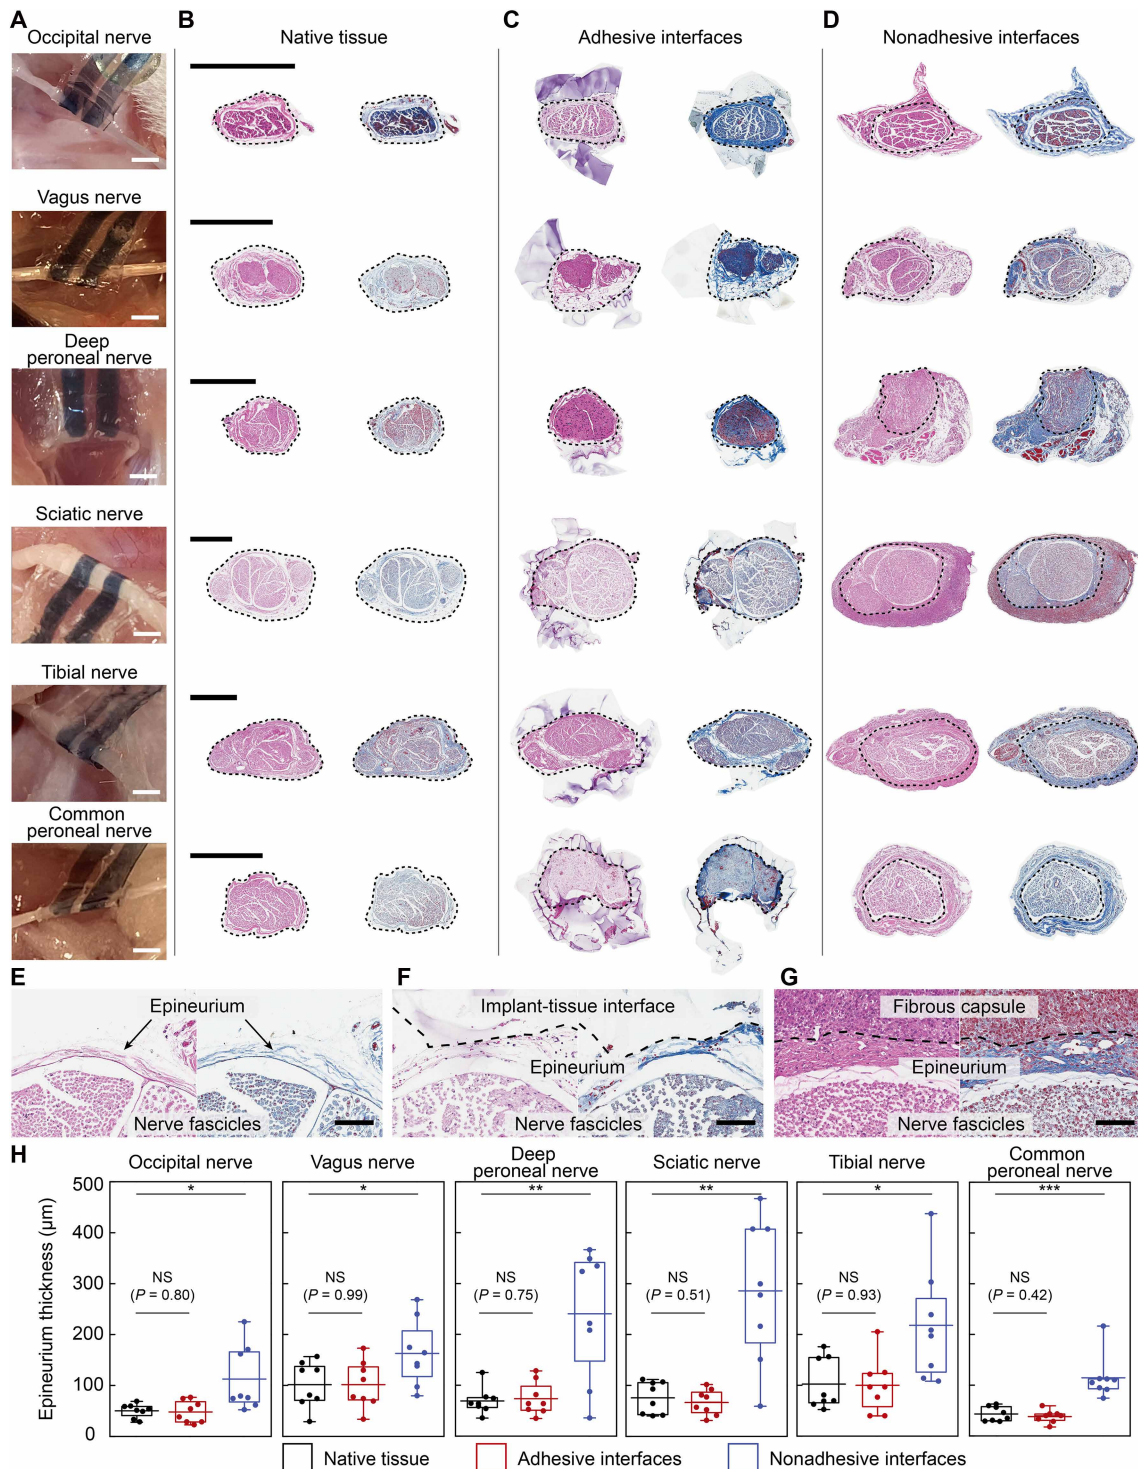 A
B
C
D
Occipital nerve
Native tissue
Adhesive interfaces
Nonadhesive interfaces
Vagus nerve
Deep
peroneal nerve
Sciatic nerve
Tibial nerve
Common
peroneal nerve
E
Epineurium
Nerve fascicles
F
Implant-tissue interface
Epineurium
Nerve fascicles
G
Fibrous capsule
Epineurium
Nerve fascicles
H
Occipital nerve
Vagus nerve
Deep
peroneal nerve
Sciatic nerve
Tibial nerve
Common
peroneal nerve
Epineurium thickness (μm)
500
400
300
200
100
0
*
NS
(P = 0.80)
*
NS
(P = 0.99)
**
NS
(P = 0.75)
**
NS
(P = 0.51)
*
NS
(P = 0.93)
***
NS
(P = 0.42)
Native tissue
Adhesive interfaces
Nonadhesive interfaces